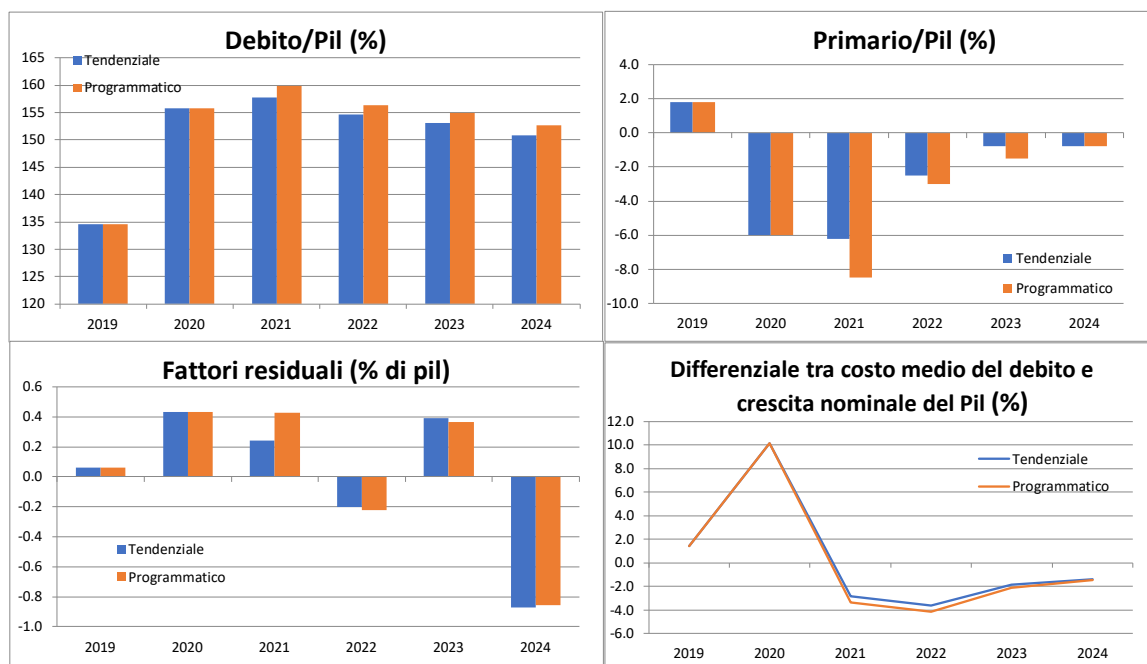 Debito/Pil (%)
165
160
155
150
145
140
135
130
125
120
Tendenziale
Programmatico
2019 2020 2021 2022 2023 2024
Primario/Pil (%)
4.0
2.0
0.0
-2.0
-4.0
-6.0
-8.0
-10.0
Tendenziale
Programmatico
2019 2020 2021 2022 2023 2024
Fattori residuali (% di pil)
0.6
0.4
0.2
0.0
-0.2
-0.4
-0.6
-0.8
-1.0
Tendenziale
Programmatico
2019 2020 2021 2022 2023 2024
Differenziale tra costo medio del debito e
crescita nominale del Pil (%)
12.0
10.0
8.0
6.0
4.0
2.0
0.0
-2.0
-4.0
-6.0
Tendenziale
Programmatico
2019 2020 2021 2022 2023 2024